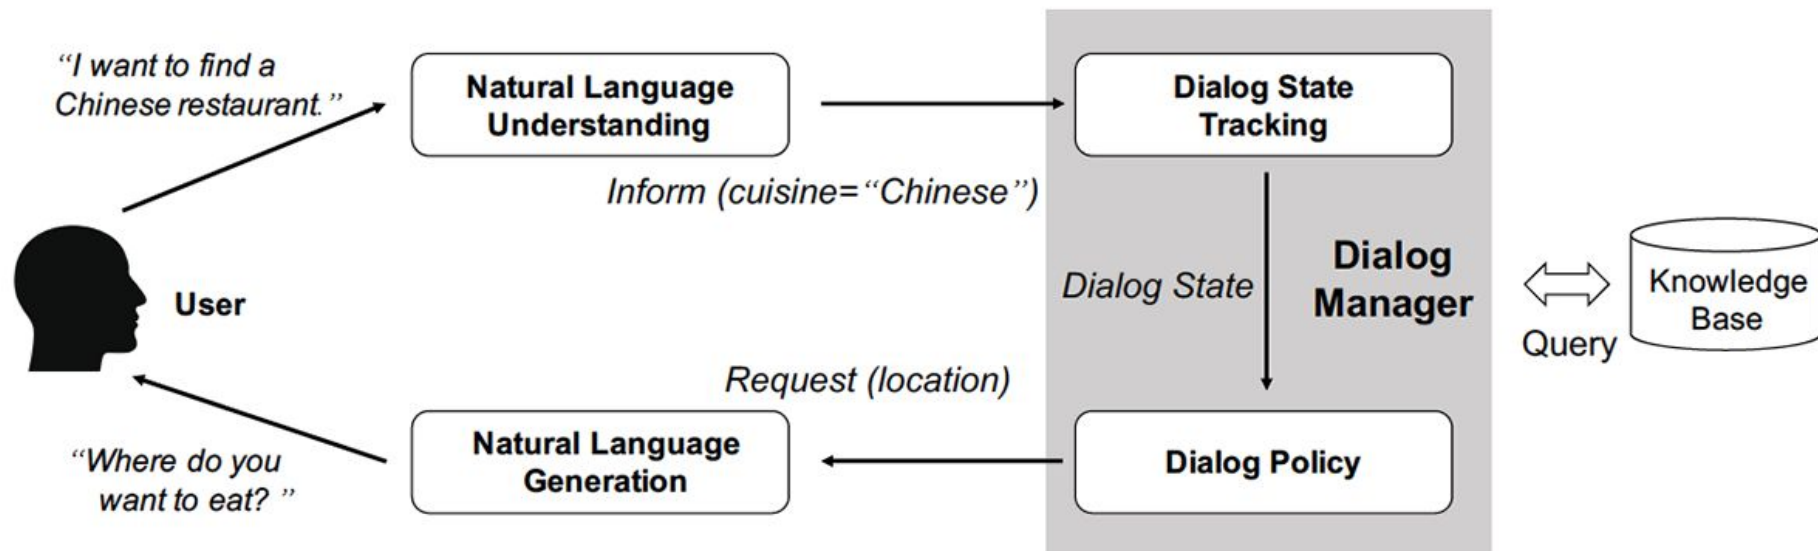 “I want to find a
Chinese restaurant.”
Natural Language
Understanding
Dialog State
Tracking
Inform (cuisine=“Chinese”)
User
Dialog State
Dialog
Manager
Knowledge
Base
Query
Request (location)
Natural Language
Generation
Dialog Policy
“Where do you
want to eat? ”